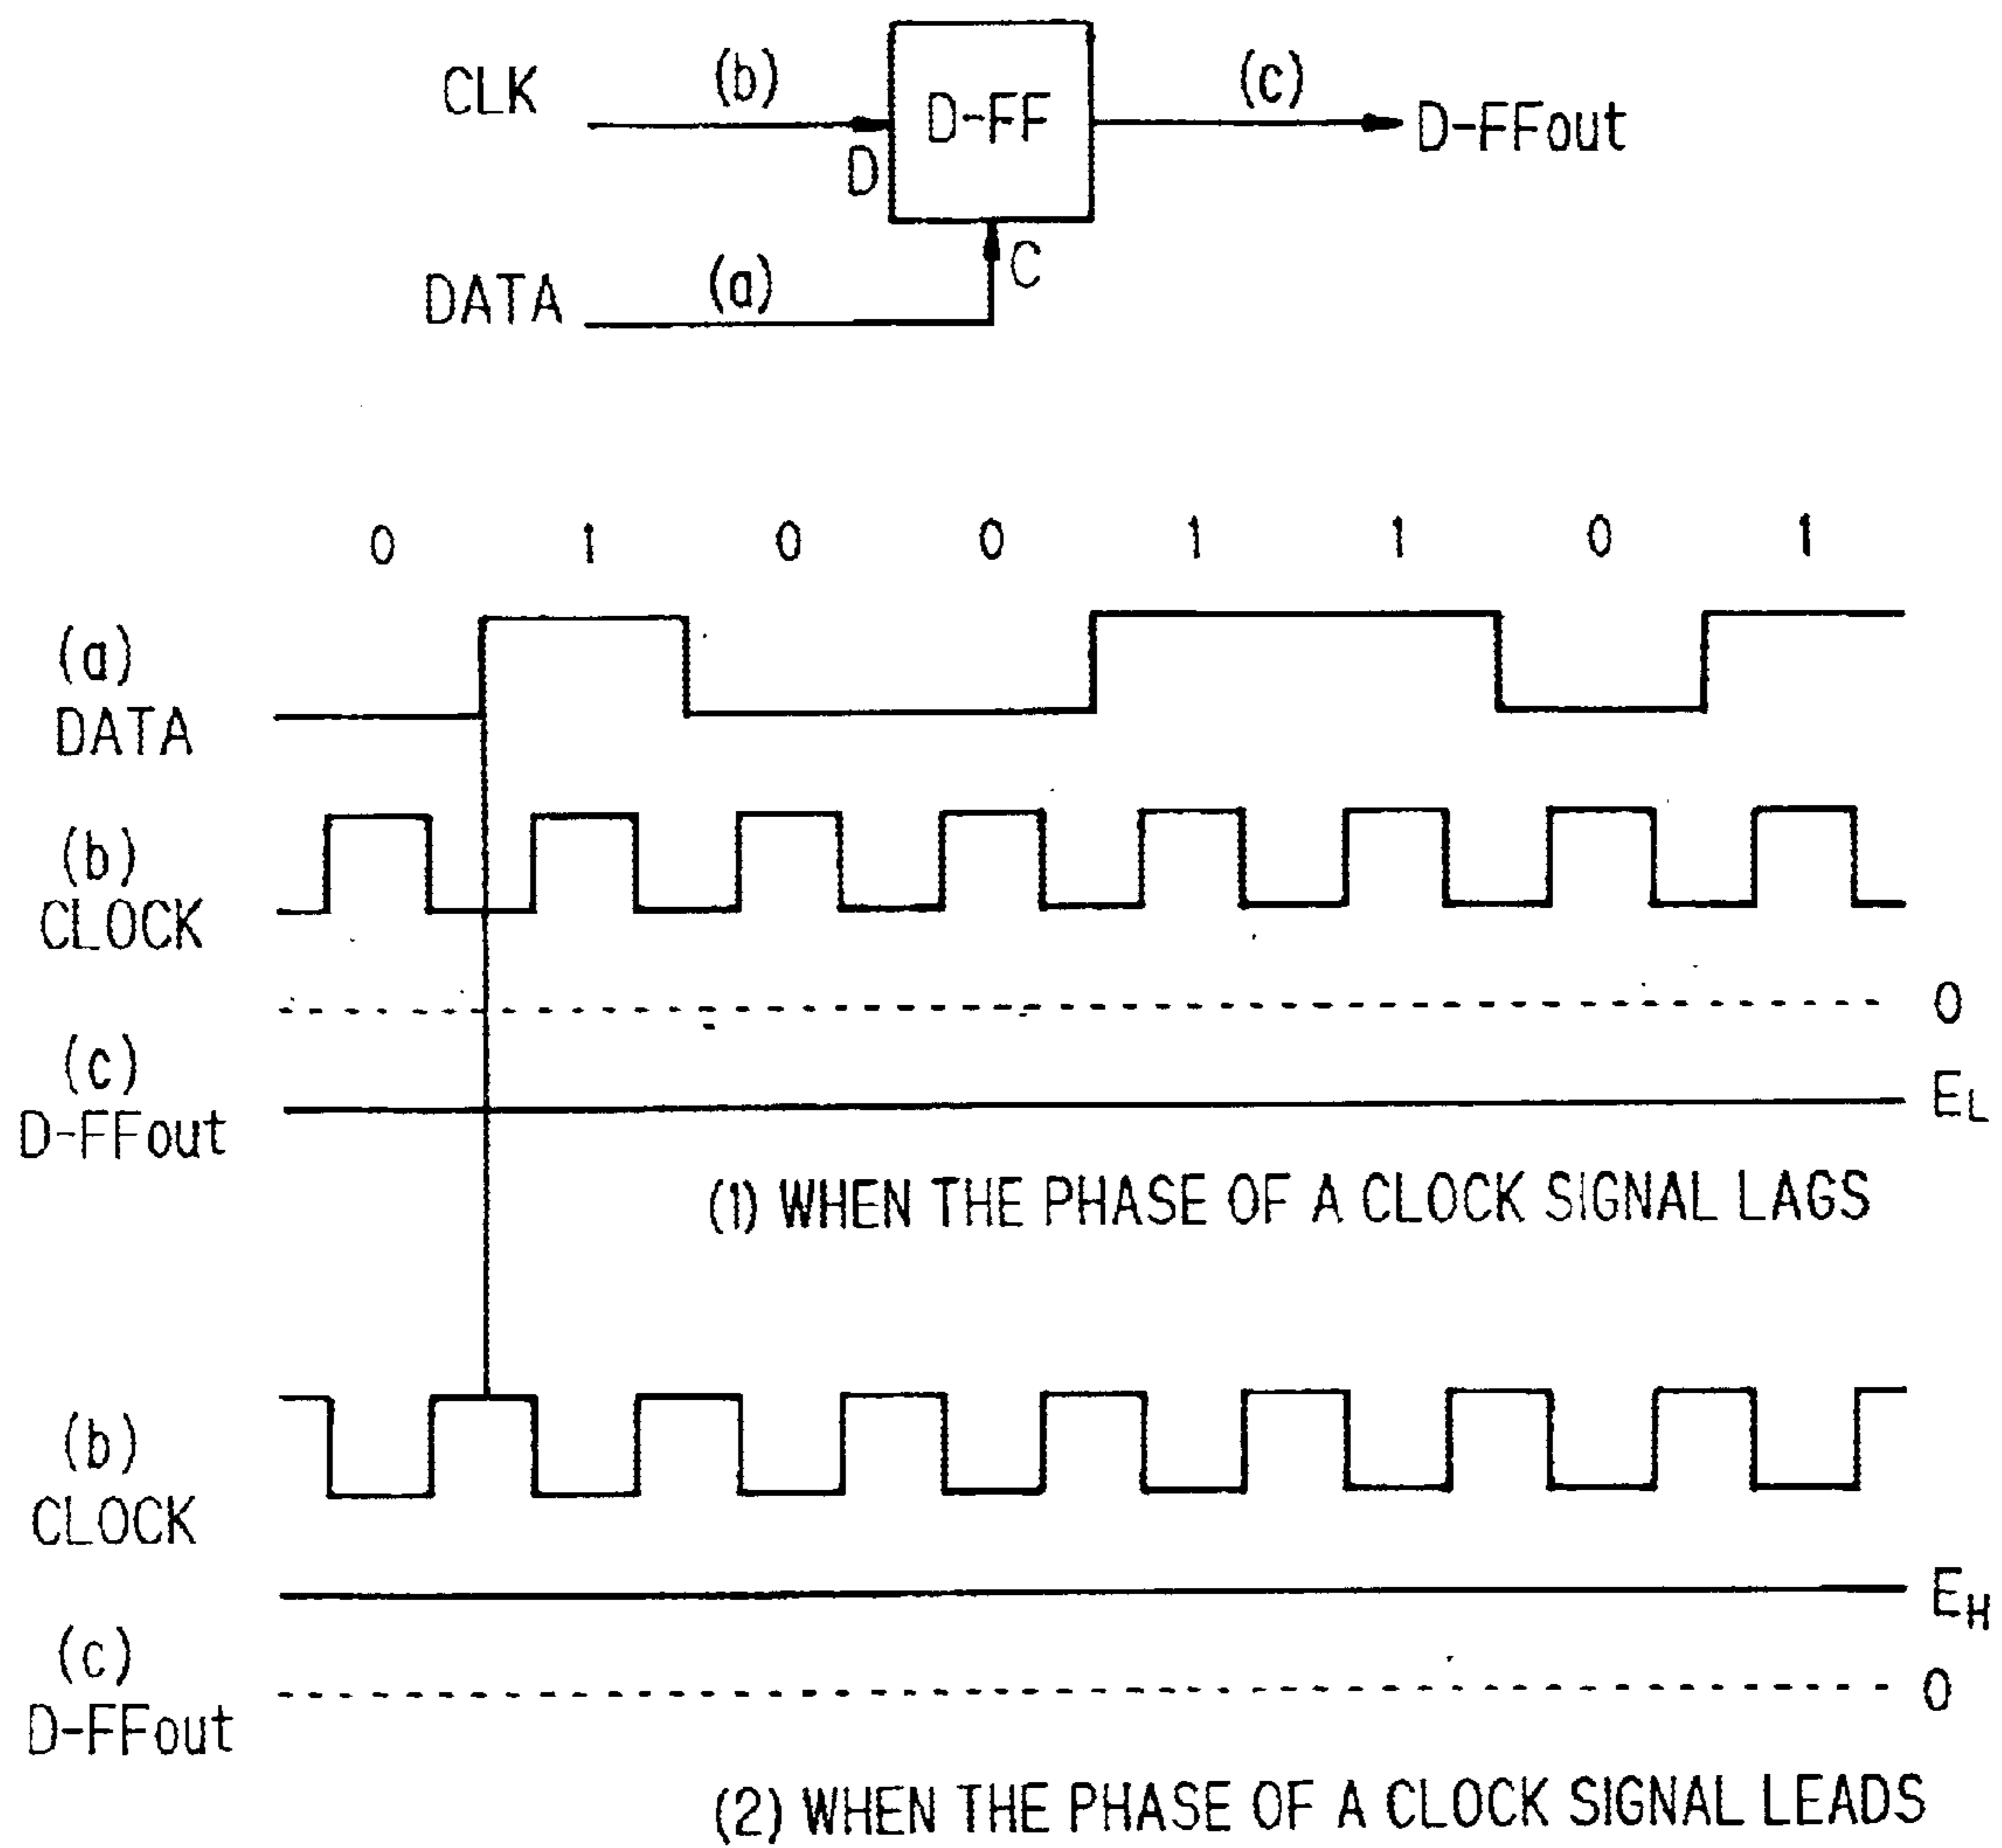 CLK (b) D-FF (c) D-FFout
D
C
DATA (a)
0 1 0 0 1 1 0 1
(a)
DATA
(b)
CLOCK
0
(c)
D-FFout
EL
(1) WHEN THE PHASE OF A CLOCK SIGNAL LAGS
(b)
CLOCK
EH
(c)
D-FFout
0
(2) WHEN THE PHASE OF A CLOCK SIGNAL LEADS